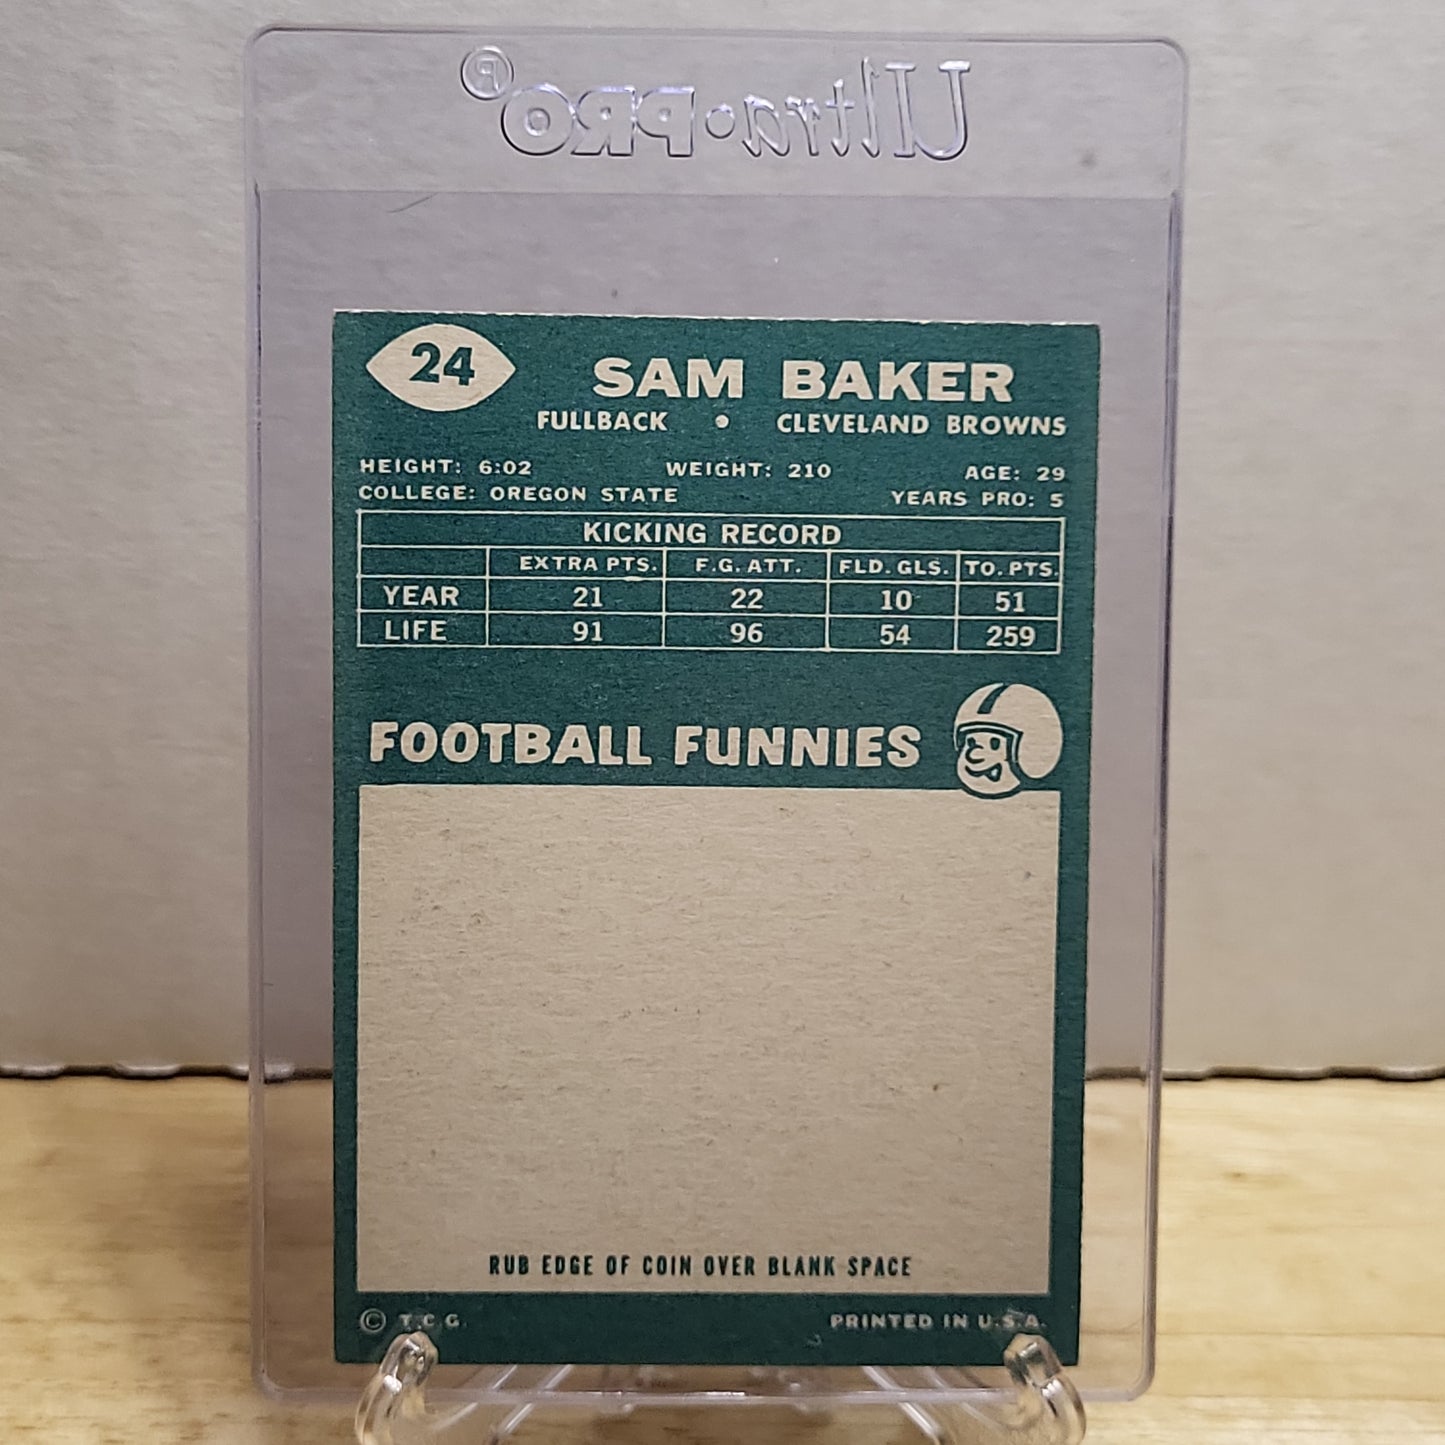 Ultra·PRO®
24
SAM BAKER
FULLBACK • CLEVELAND BROWNS
HEIGHT: 6:02 WEIGHT: 210 AGE: 29
COLLEGE: OREGON STATE YEARS PRO: 5
KICKING RECORD
EXTRA PTS. F.G. ATT. FLD. GLS. TO. PTS.
YEAR 21 22 10 51
LIFE 91 96 54 259
FOOTBALL FUNNIES
RUB EDGE OF COIN OVER BLANK SPACE
© T.C.G. PRINTED IN U.S.A.